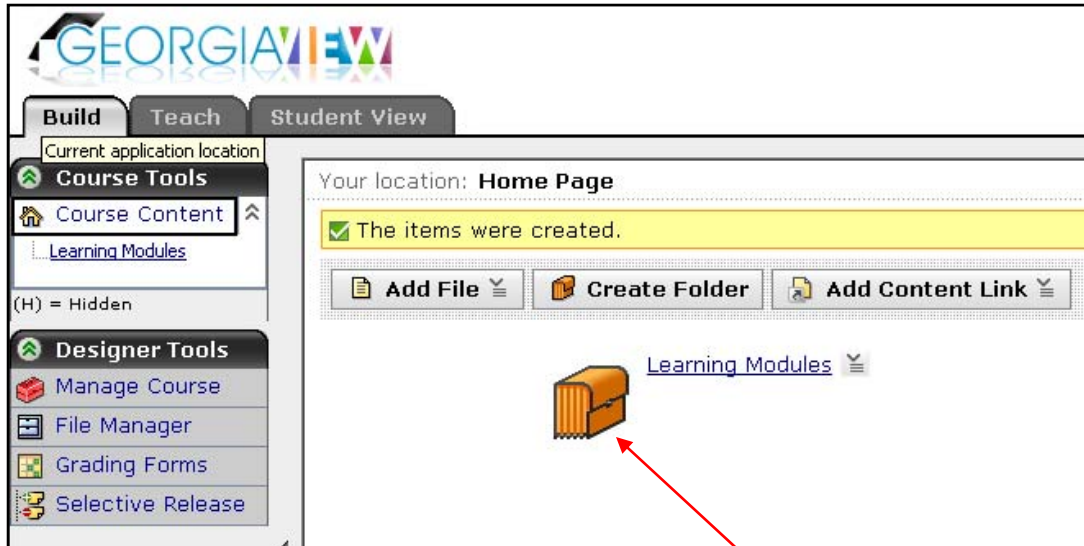 GEORGIAVIEW
Build Teach Student View
Current application location
Course Tools
Course Content
Learning Modules
(H) = Hidden
Designer Tools
Manage Course
File Manager
Grading Forms
Selective Release
Your location: Home Page
The items were created.
Add File Create Folder Add Content Link
Learning Modules